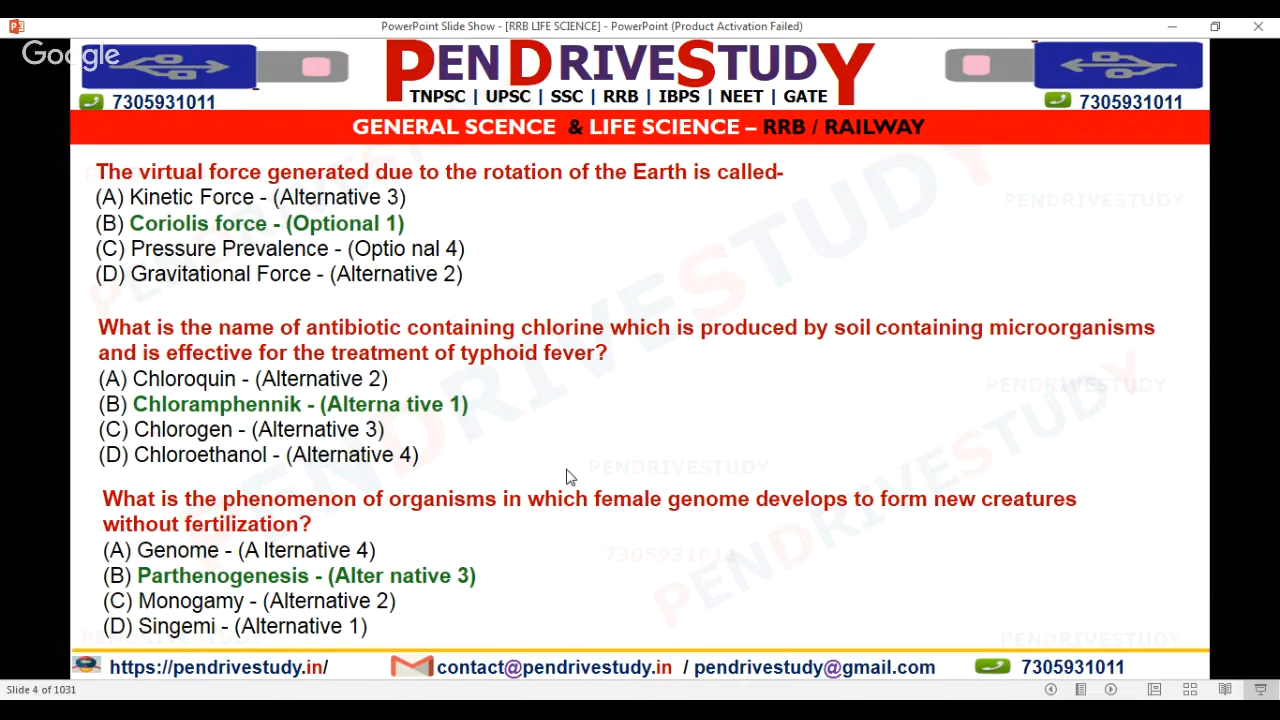 PowerPoint Slide Show - [RRB LIFE SCIENCE] - PowerPoint (Product Activation Failed)
Google
PENDRIVESTUDY
TNPSC | UPSC | SSC | RRB | IBPS | NEET | GATE
7305931011
7305931011
GENERAL SCENCE & LIFE SCIENCE – RRB / RAILWAY
The virtual force generated due to the rotation of the Earth is called-
(A) Kinetic Force - (Alternative 3)
(B) Coriolis force - (Optional 1)
(C) Pressure Prevalence - (Optio nal 4)
(D) Gravitational Force - (Alternative 2)
What is the name of antibiotic containing chlorine which is produced by soil containing microorganisms
and is effective for the treatment of typhoid fever?
(A) Chloroquin - (Alternative 2)
(B) Chloramphennik - (Alterna tive 1)
(C) Chlorogen - (Alternative 3)
(D) Chloroethanol - (Alternative 4)
What is the phenomenon of organisms in which female genome develops to form new creatures
without fertilization?
(A) Genome - (A lternative 4)
(B) Parthenogenesis - (Alter native 3)
(C) Monogamy - (Alternative 2)
(D) Singemi - (Alternative 1)
PENDRIVESTUDY
PENDRIVESTUDY
PENDRIVESTUDY
7305931011
PENDRIVESTUDY
PENDRIVESTUDY
PENDRIVESTUDY
https://pendrivestudy.in/ contact@pendrivestudy.in / pendrivestudy@gmail.com 7305931011
Slide 4 of 1031